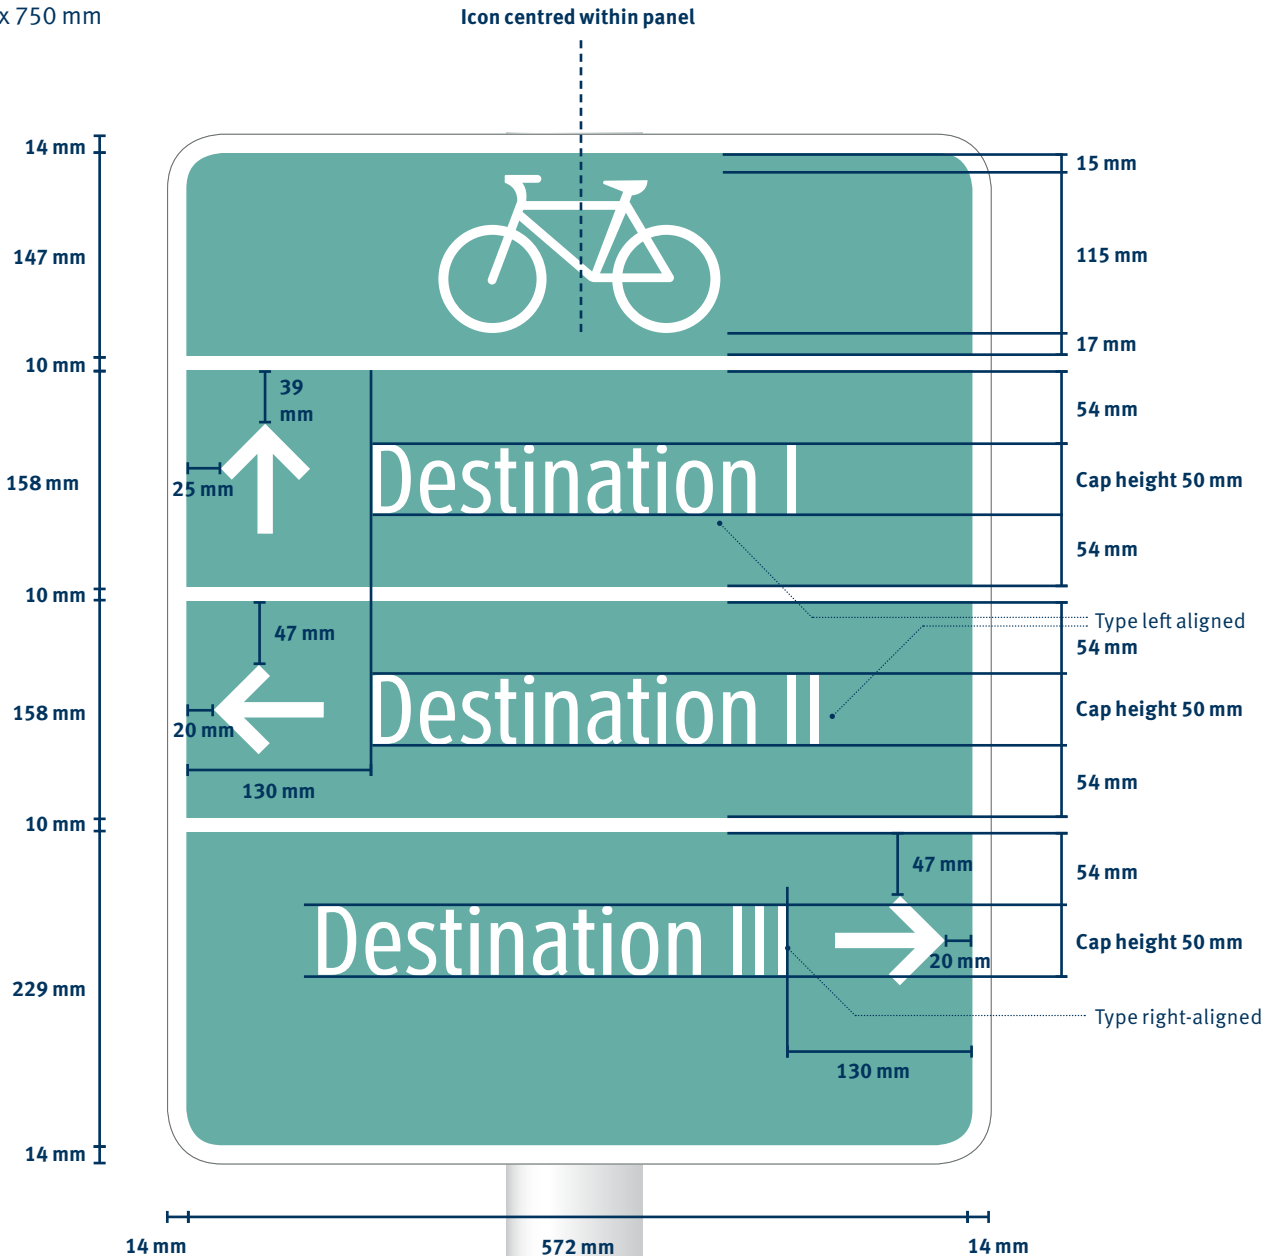 x 750 mm
Icon centred within panel
14 mm
15 mm
147 mm
115 mm
17 mm
10 mm
39
mm
54 mm
25 mm
158 mm
Destination I
Cap height 50 mm
54 mm
10 mm
Type left aligned
47 mm
54 mm
158 mm
20 mm
Destination II
Cap height 50 mm
130 mm
54 mm
10 mm
47 mm
54 mm
Destination III
Cap height 50 mm
20 mm
229 mm
Type right-aligned
130 mm
14 mm
14 mm
572 mm
14 mm